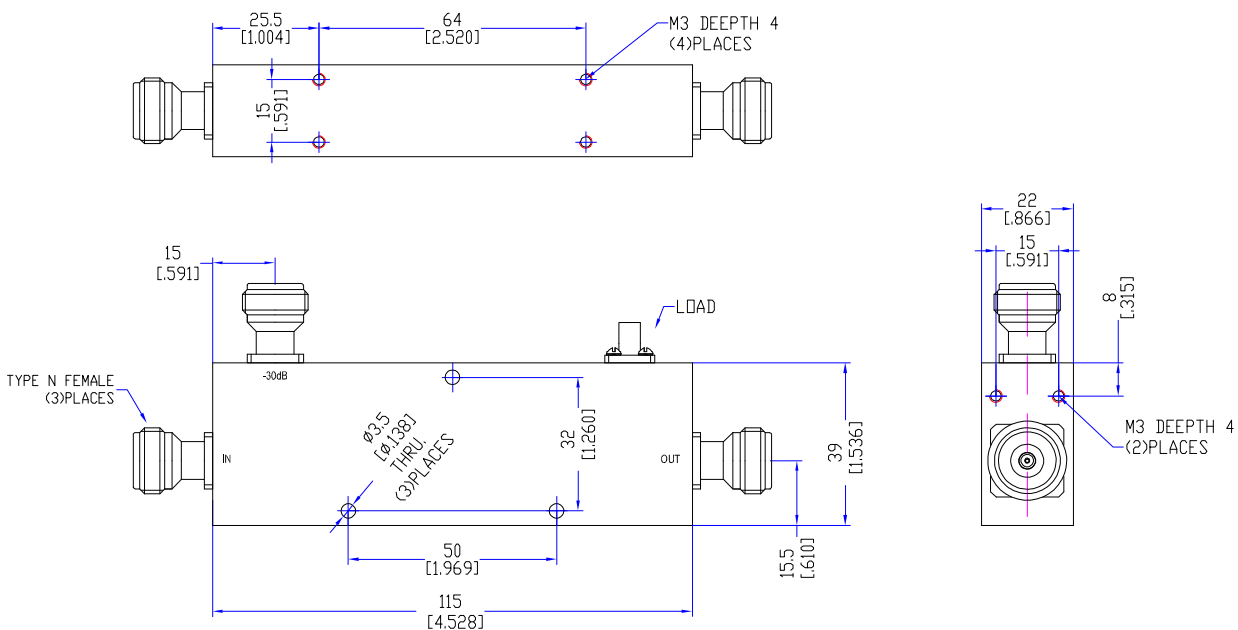 25.5
[1.004]
64
[2.520]
M3 DEEPTH 4
(4)PLACES
15
[.591]
22
[.866]
15
[.591]
8
[.315]
15
[.591]
LOAD
TYPE N FEMALE
(3)PLACES
-30dB
Ø3.5
[Ø.138]
THRU.
(3)PLACES
32
[1.260]
IN
OUT
39
[1.536]
M3 DEEPTH 4
(2)PLACES
15.5
[.610]
50
[1.969]
115
[4.528]